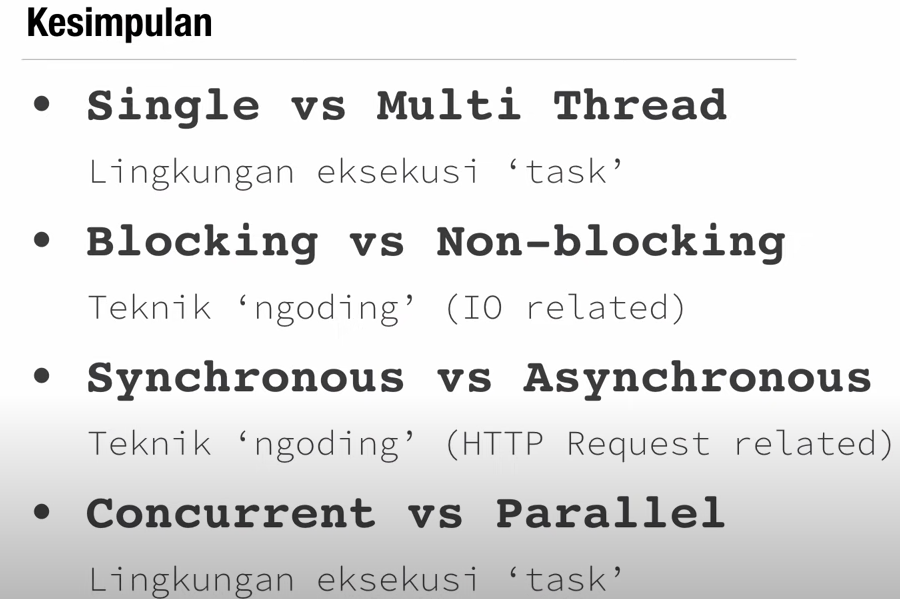 Kesimpulan
• Single vs Multi Thread
Lingkungan eksekusi ‘task’
• Blocking vs Non-blocking
Teknik ‘ngoding’ (IO related)
• Synchronous vs Asynchronous
Teknik ‘ngoding’ (HTTP Request related)
• Concurrent vs Parallel
Lingkungan eksekusi ‘task’